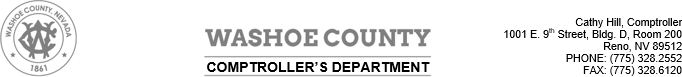 WASHOE COUNTY, NEVADA
1861
WASHOE COUNTY
COMPTROLLER'S DEPARTMENT
Cathy Hill, Comptroller
1001 E. 9th Street, Bldg. D, Room 200
Reno, NV 89512
PHONE: (775) 328.2552
FAX: (775) 328.6120